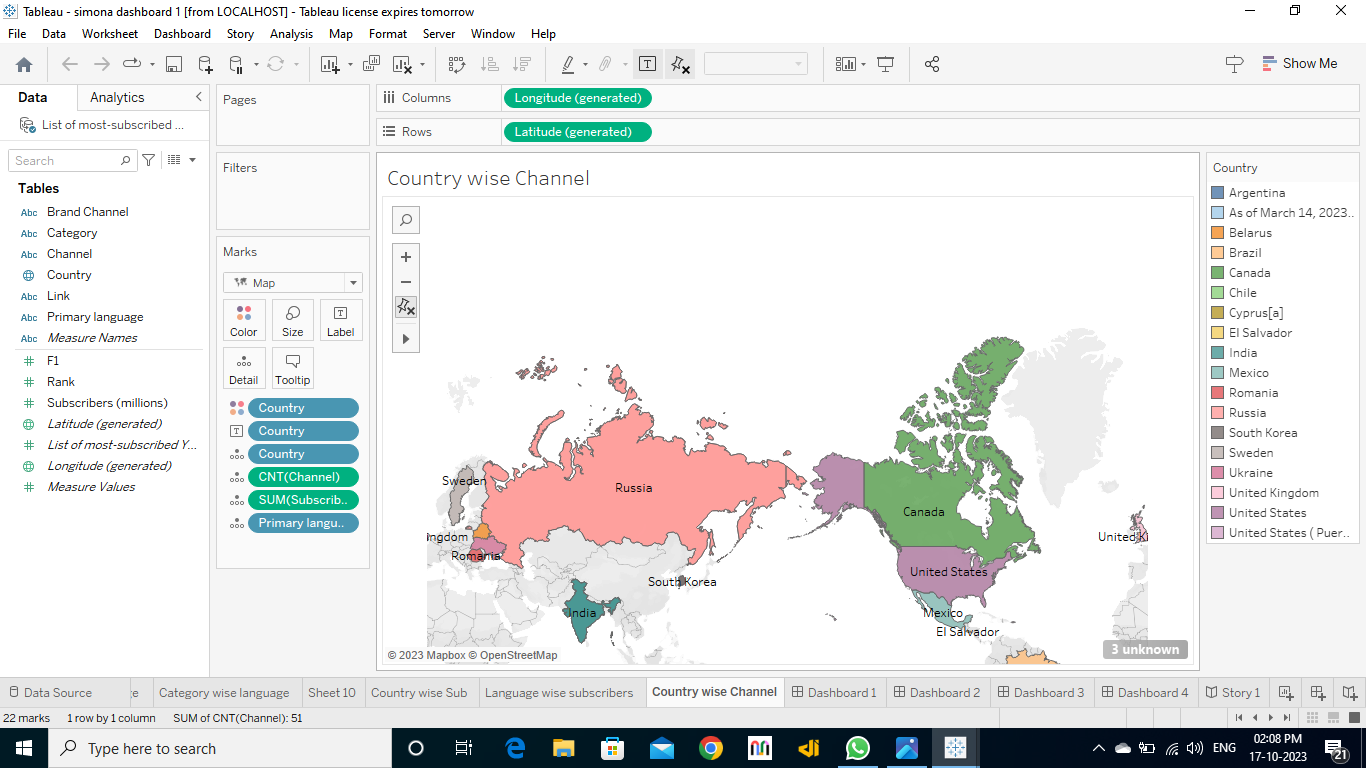 Tableau - simona dashboard 1 [from LOCALHOST] - Tableau license expires tomorrow
File Data Worksheet Dashboard Story Analysis Map Format Server Window Help
Show Me
Data Analytics
List of most-subscribed ...
Search
Tables
Abc Brand Channel
Abc Category
Abc Channel
Country
Abc Link
Abc Primary language
Abc Measure Names
F1
Rank
Subscribers (millions)
Latitude (generated)
List of most-subscribed Y...
Longitude (generated)
Measure Values
Pages
Filters
Marks
Map
Color Size Label
Detail Tooltip
Country
Country
Country
CNT(Channel)
SUM(Subscrib..
Primary langu..
Columns Longitude (generated)
Rows Latitude (generated)
Country wise Channel
Sweden
Russia
Canada
ngdom
United Ki
Romania
South Korea
United States
India
Mexico
El Salvador
3 unknown
© 2023 Mapbox © OpenStreetMap
Country
Argentina
As of March 14, 2023..
Belarus
Brazil
Canada
Chile
Cyprus[a]
El Salvador
India
Mexico
Romania
Russia
South Korea
Sweden
Ukraine
United Kingdom
United States
United States ( Puer..
Data Source ge Category wise language Sheet 10 Country wise Sub Language wise subscribers Country wise Channel Dashboard 1 Dashboard 2 Dashboard 3 Dashboard 4 Story 1
22 marks 1 row by 1 column SUM of CNT(Channel): 51
Type here to search
ENG
02:08 PM
17-10-2023
21